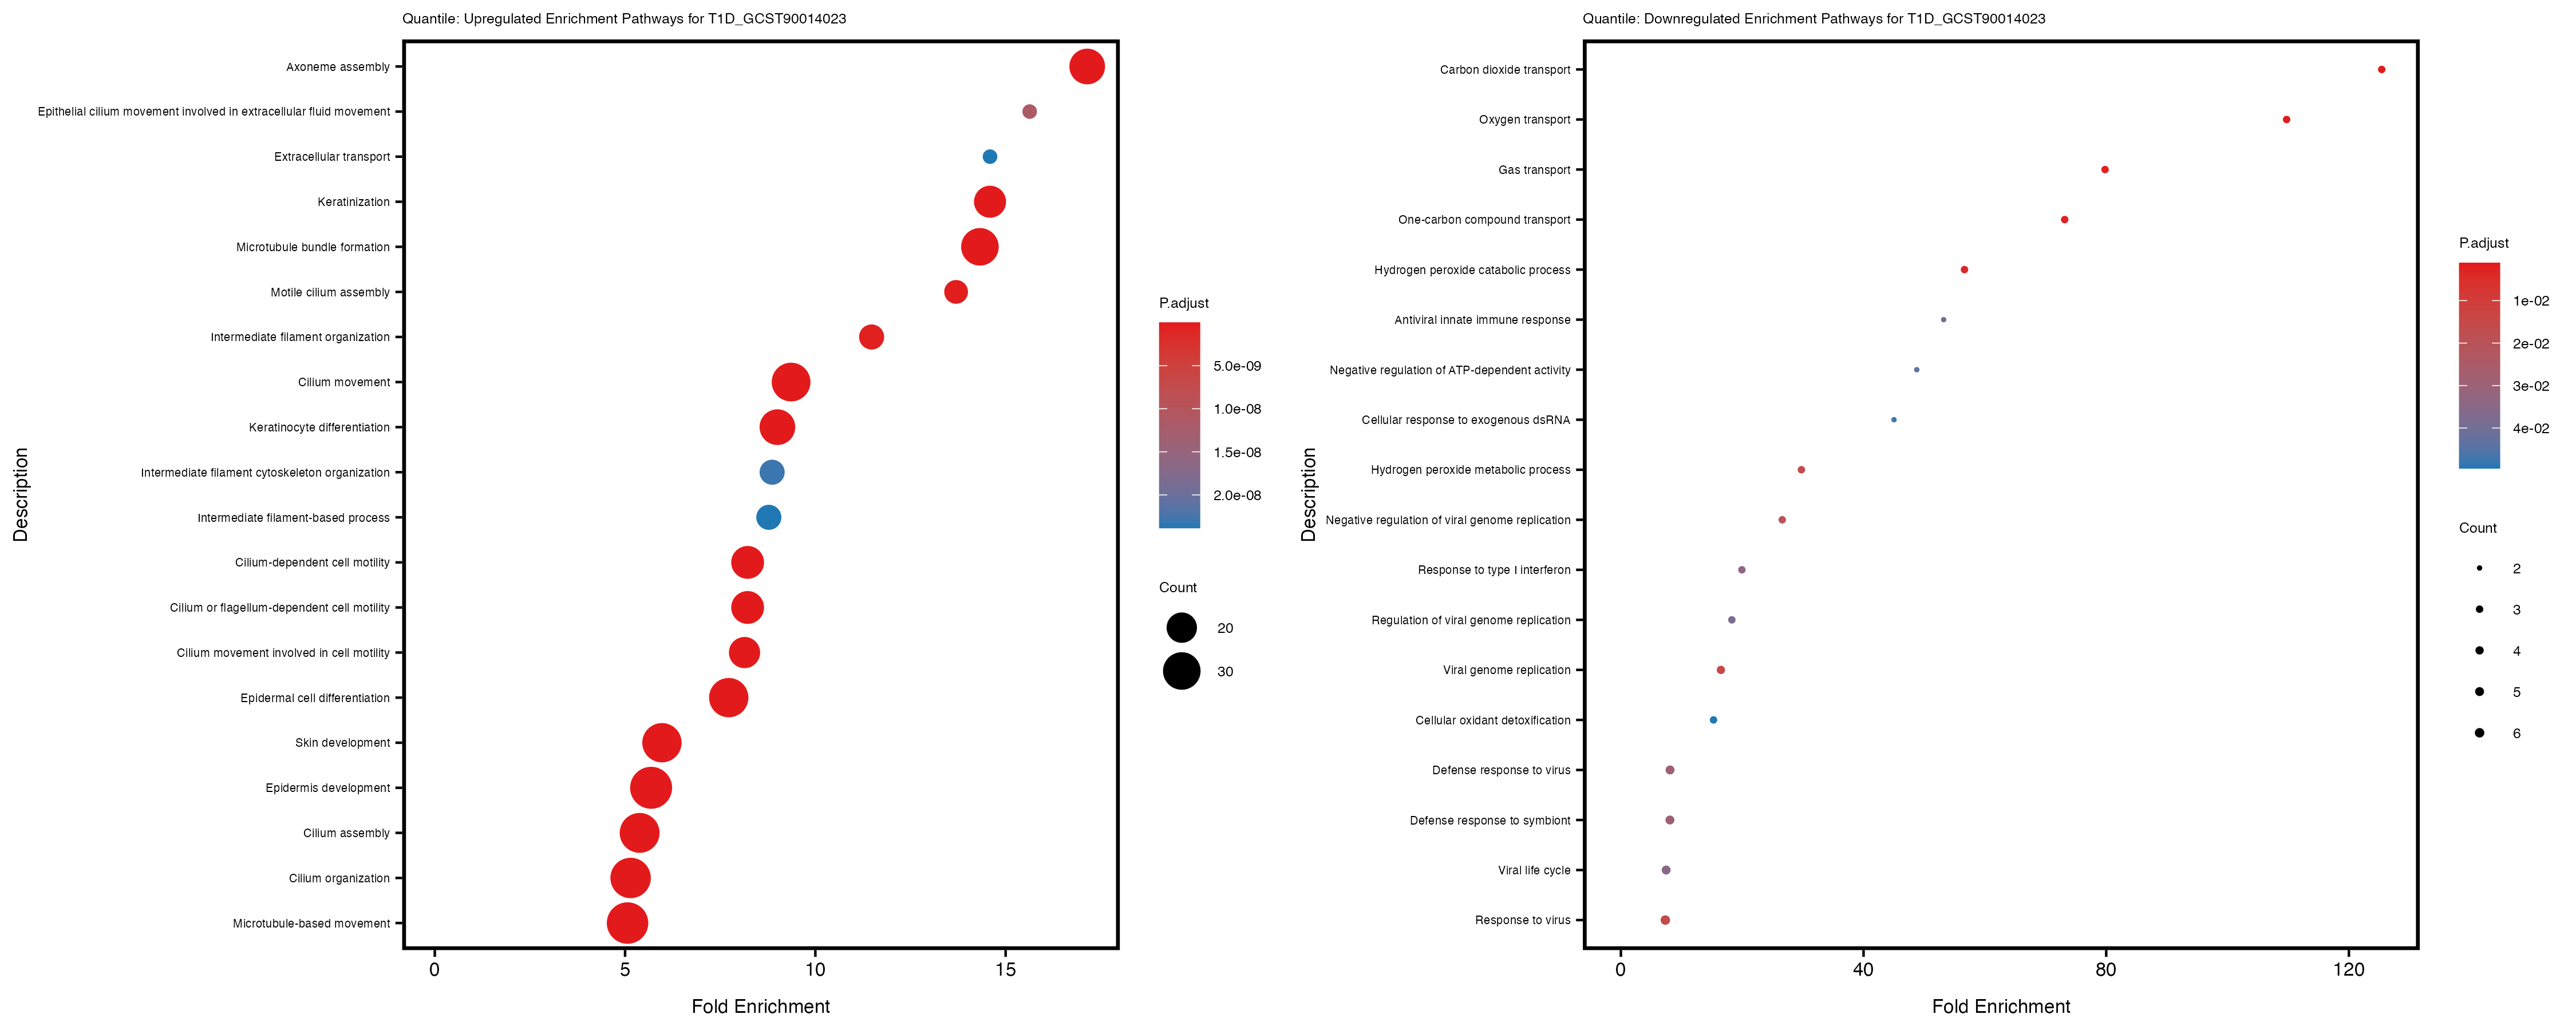 Quantile: Upregulated Enrichment Pathways for T1D_GCST90014023
Axoneme assembly
Epithelial cilium movement involved in extracellular fluid movement
Extracellular transport
Keratinization
Microtubule bundle formation
Motile cilium assembly
Intermediate filament organization
Cilium movement
Keratinocyte differentiation
Intermediate filament cytoskeleton organization
Intermediate filament-based process
Cilium-dependent cell motility
Cilium or flagellum-dependent cell motility
Cilium movement involved in cell motility
Epidermal cell differentiation
Skin development
Epidermis development
Cilium assembly
Cilium organization
Microtubule-based movement
Description
0 5 10 15
Fold Enrichment
P.adjust
5.0e-09
1.0e-08
1.5e-08
2.0e-08
Count
20
30
Quantile: Downregulated Enrichment Pathways for T1D_GCST90014023
Carbon dioxide transport
Oxygen transport
Gas transport
One-carbon compound transport
Hydrogen peroxide catabolic process
Antiviral innate immune response
Negative regulation of ATP-dependent activity
Cellular response to exogenous dsRNA
Hydrogen peroxide metabolic process
Negative regulation of viral genome replication
Response to type I interferon
Regulation of viral genome replication
Viral genome replication
Cellular oxidant detoxification
Defense response to virus
Defense response to symbiont
Viral life cycle
Response to virus
Description
0 40 80 120
Fold Enrichment
P.adjust
1e-02
2e-02
3e-02
4e-02
Count
2
3
4
5
6